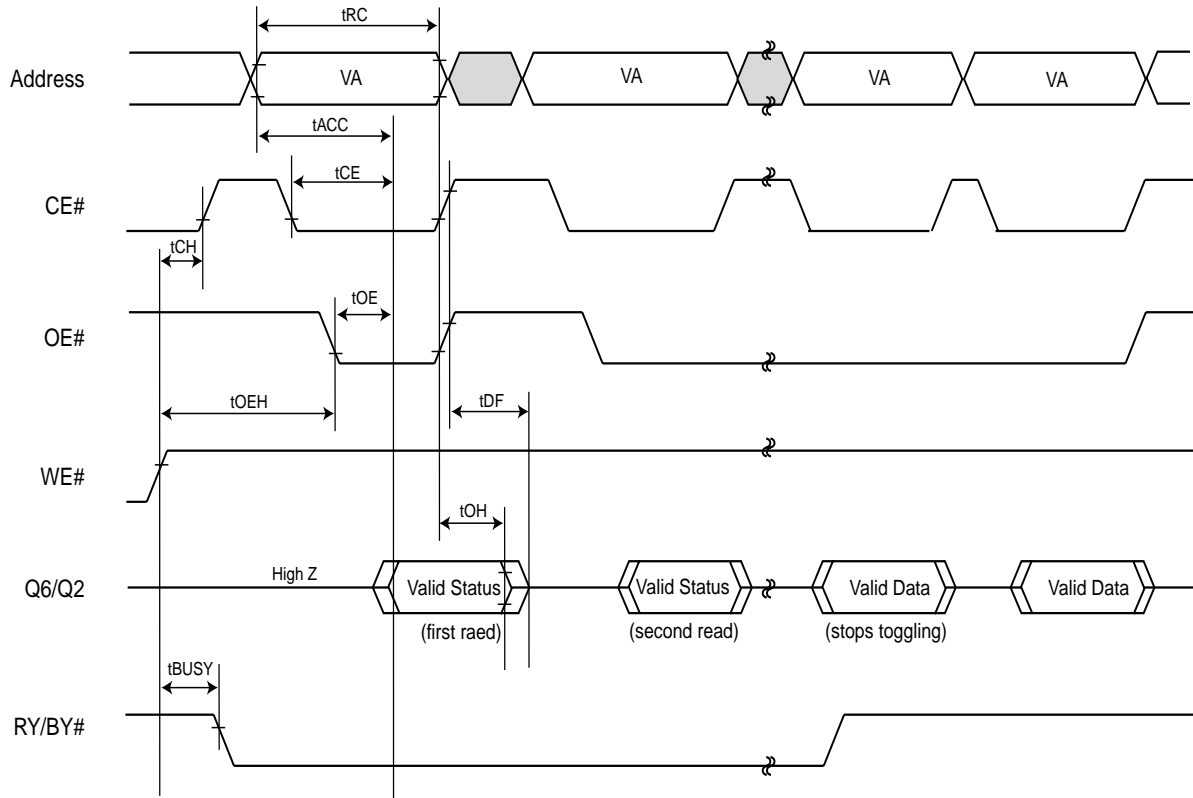 tRC
Address
VA
VA
VA
VA
tACC
tCE
CE#
tCH
tOE
OE#
tOEH
tDF
WE#
tOH
Q6/Q2
High Z
Valid Status
Valid Status
Valid Data
Valid Data
(first raed)
(second read)
(stops toggling)
tBUSY
RY/BY#